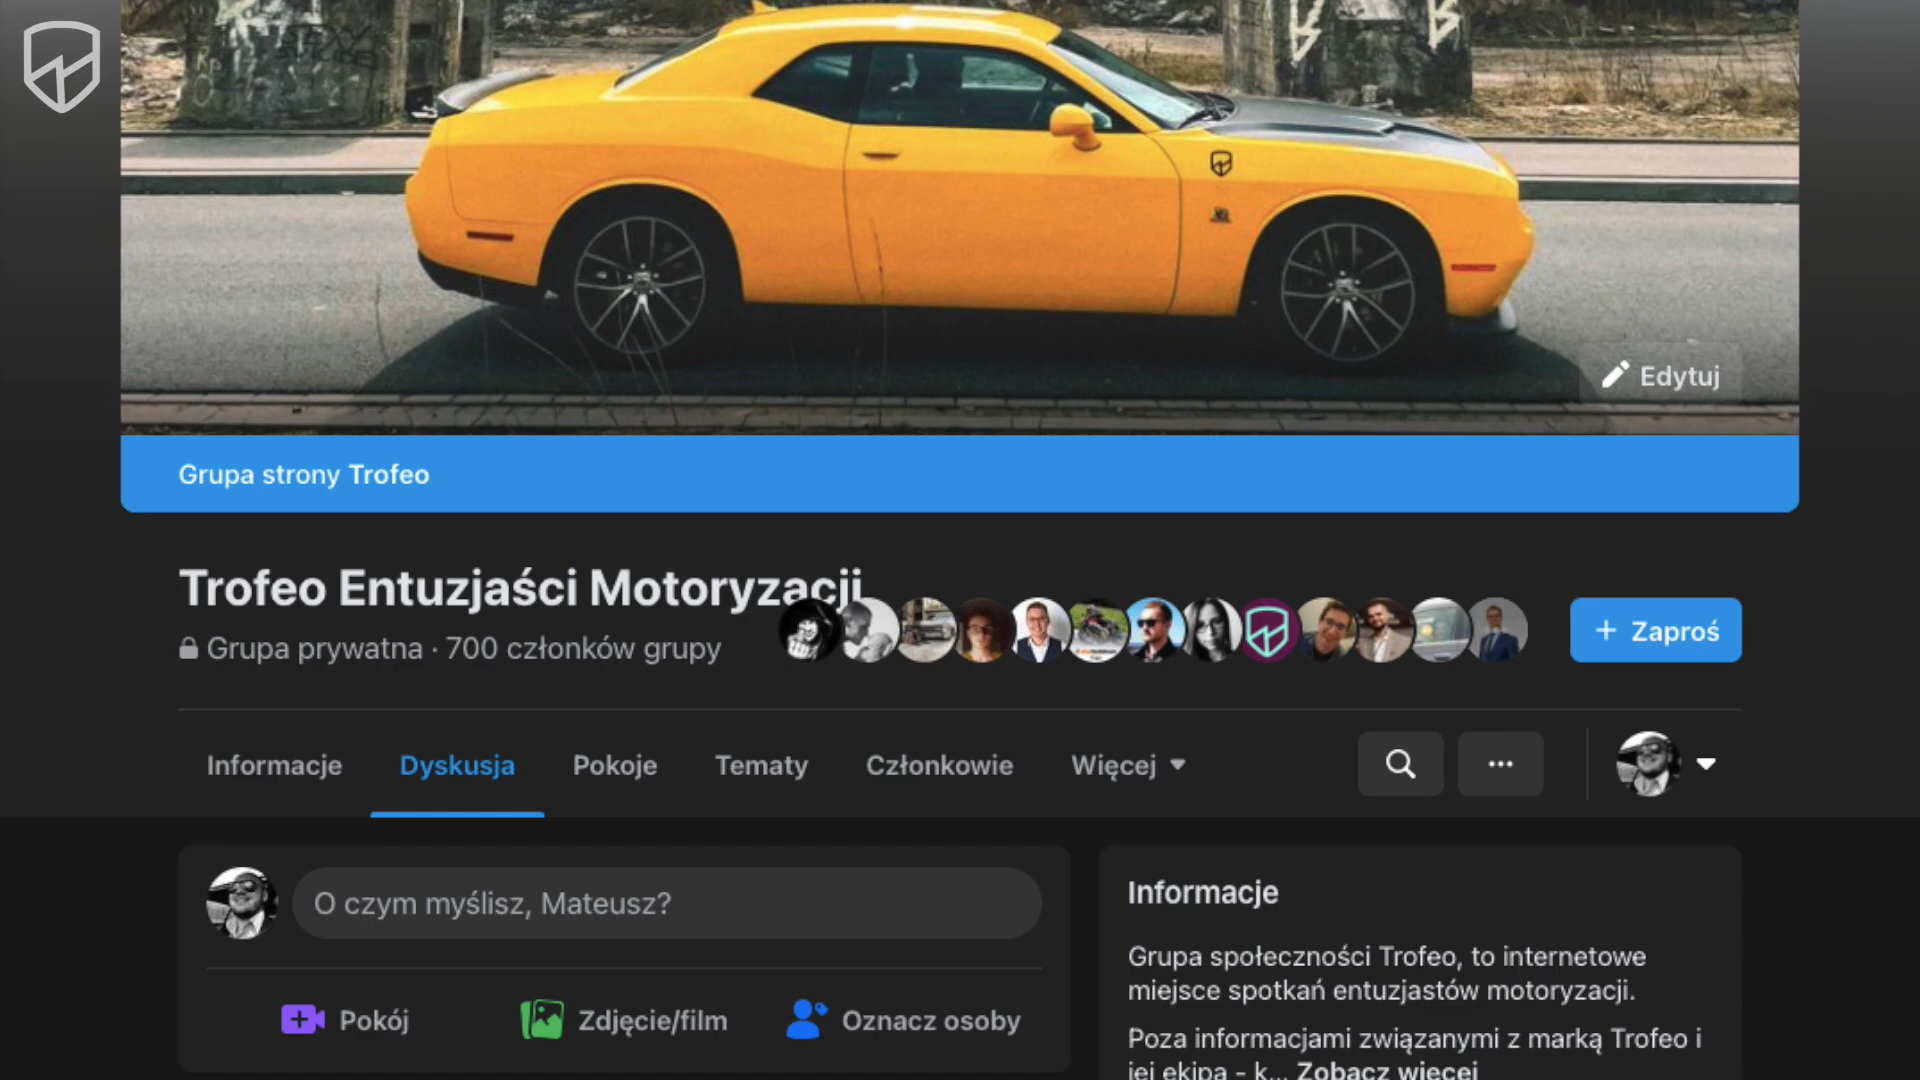 Edytuj
Grupa strony Trofeo
Trofeo Entuzjaści Motoryzacji
Grupa prywatna · 700 członków grupy
+ Zaproś
Informacje
Dyskusja
Pokoje
Tematy
Członkowie
Więcej
O czym myślisz, Mateusz?
Pokój
Zdjęcie/film
Oznacz osoby
Informacje
Grupa społeczności Trofeo, to internetowe
miejsce spotkań entuzjastów motoryzacji.
Poza informacjami związanymi z marką Trofeo i
jej ekipą - k... Zobacz więcej